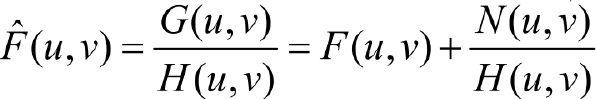 F̂(u,v) = G(u,v)/H(u,v) = F(u,v) + N(u,v)/H(u,v)